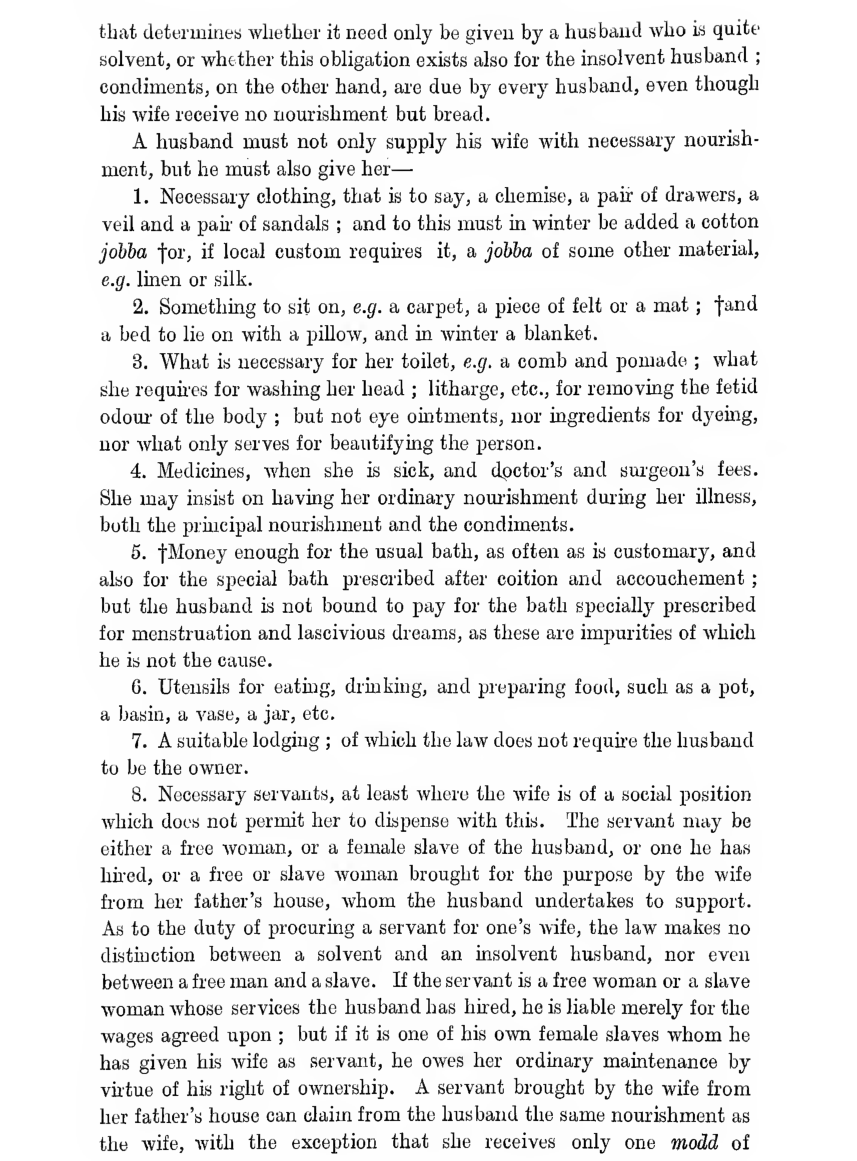 that determines whether it need only be given by a husband who is quite
solvent, or whether this obligation exists also for the insolvent husband ;
condiments, on the other hand, are due by every husband, even though
his wife receive no nourishment but bread.
A husband must not only supply his wife with necessary nourish-
ment, but he must also give her—
1. Necessary clothing, that is to say, a chemise, a pair of drawers, a
veil and a pair of sandals ; and to this must in winter be added a cotton
jobba †or, if local custom requires it, a jobba of some other material,
e.g. linen or silk.
2. Something to sit on, e.g. a carpet, a piece of felt or a mat ; †and
a bed to lie on with a pillow, and in winter a blanket.
3. What is necessary for her toilet, e.g. a comb and pomade ; what
she requires for washing her head ; litharge, etc., for removing the fetid
odour of the body ; but not eye ointments, nor ingredients for dyeing,
nor what only serves for beautifying the person.
4. Medicines, when she is sick, and doctor's and surgeon's fees.
She may insist on having her ordinary nourishment during her illness,
both the principal nourishment and the condiments.
5. †Money enough for the usual bath, as often as is customary, and
also for the special bath prescribed after coition and accouchement ;
but the husband is not bound to pay for the bath specially prescribed
for menstruation and lascivious dreams, as these are impurities of which
he is not the cause.
6. Utensils for eating, drinking, and preparing food, such as a pot,
a basin, a vase, a jar, etc.
7. A suitable lodging ; of which the law does not require the husband
to be the owner.
8. Necessary servants, at least where the wife is of a social position
which does not permit her to dispense with this. The servant may be
either a free woman, or a female slave of the husband, or one he has
hired, or a free or slave woman brought for the purpose by the wife
from her father's house, whom the husband undertakes to support.
As to the duty of procuring a servant for one's wife, the law makes no
distinction between a solvent and an insolvent husband, nor even
between a free man and a slave. If the servant is a free woman or a slave
woman whose services the husband has hired, he is liable merely for the
wages agreed upon ; but if it is one of his own female slaves whom he
has given his wife as servant, he owes her ordinary maintenance by
virtue of his right of ownership. A servant brought by the wife from
her father's house can claim from the husband the same nourishment as
the wife, with the exception that she receives only one modd of